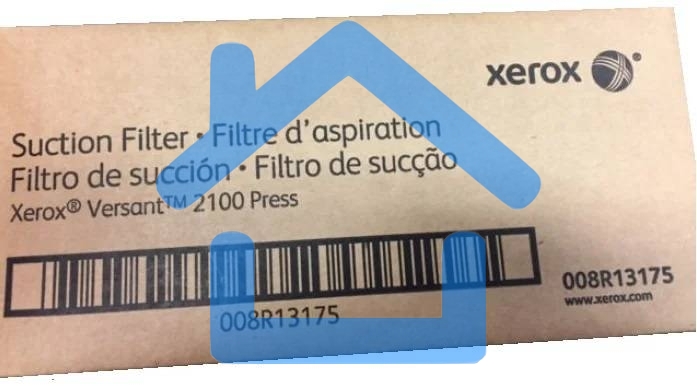 xerox
Suction Filter • Filtre d'aspiration
Filtro de succión • Filtro de sucção
Xerox® Versant™ 2100 Press
008R13175
008R13175
www.xerox.com